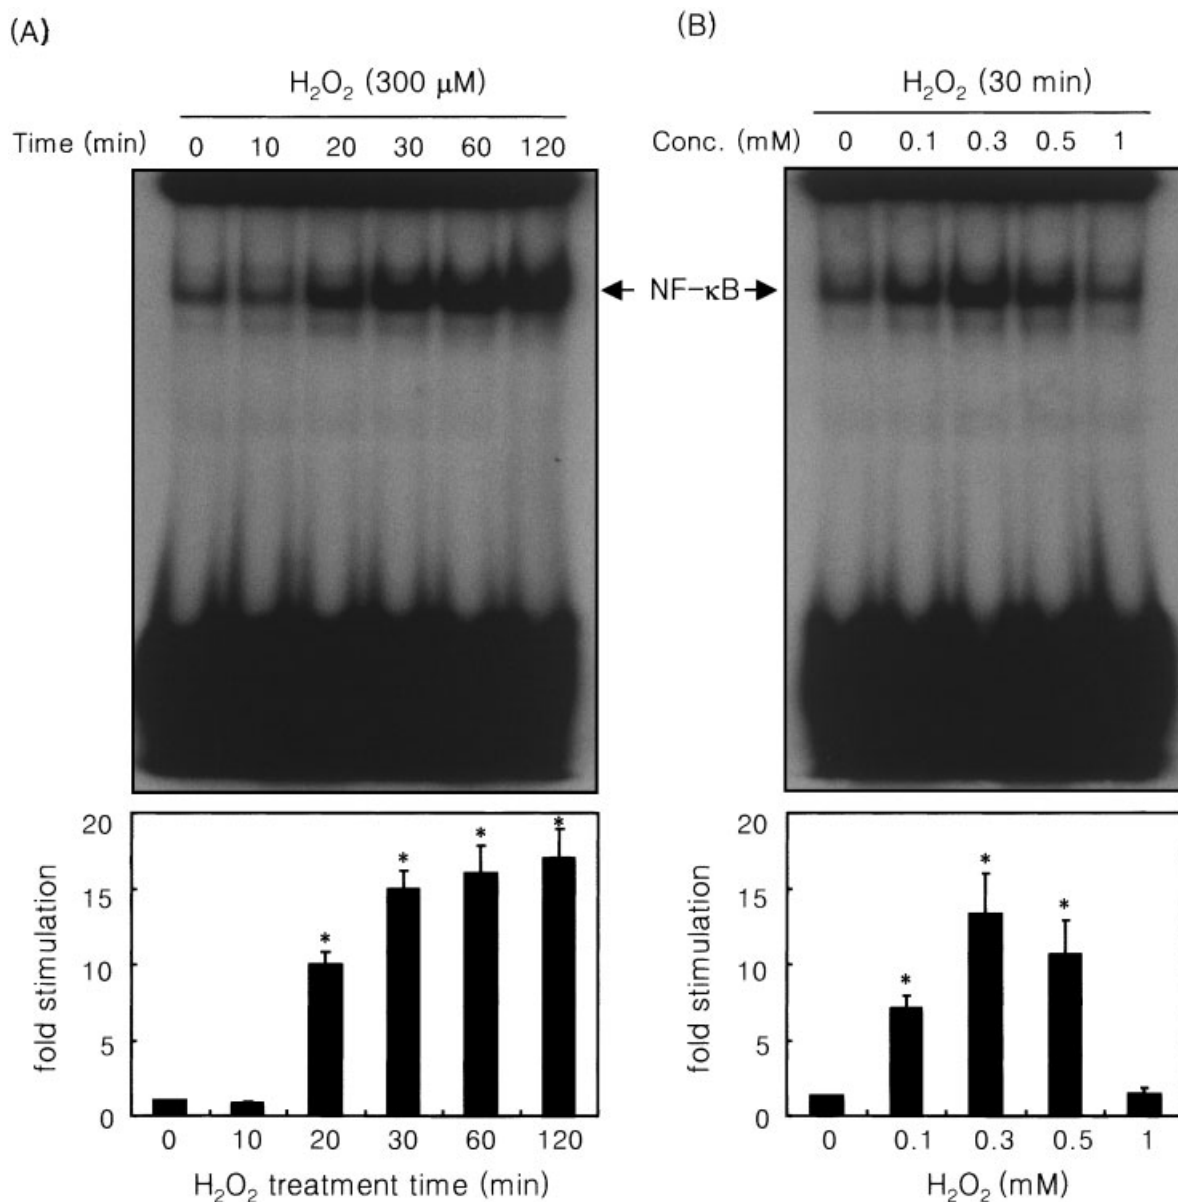 (A)
H₂O₂ (300 μM)
Time (min) 0 10 20 30 60 120
(B)
H₂O₂ (30 min)
Conc. (mM) 0 0.1 0.3 0.5 1
NF-κB
fold stimulation
20
15
10
5
0
* * * *
0 10 20 30 60 120
H₂O₂ treatment time (min)
fold stimulation
20
15
10
5
0
* * *
0 0.1 0.3 0.5 1
H₂O₂ (mM)